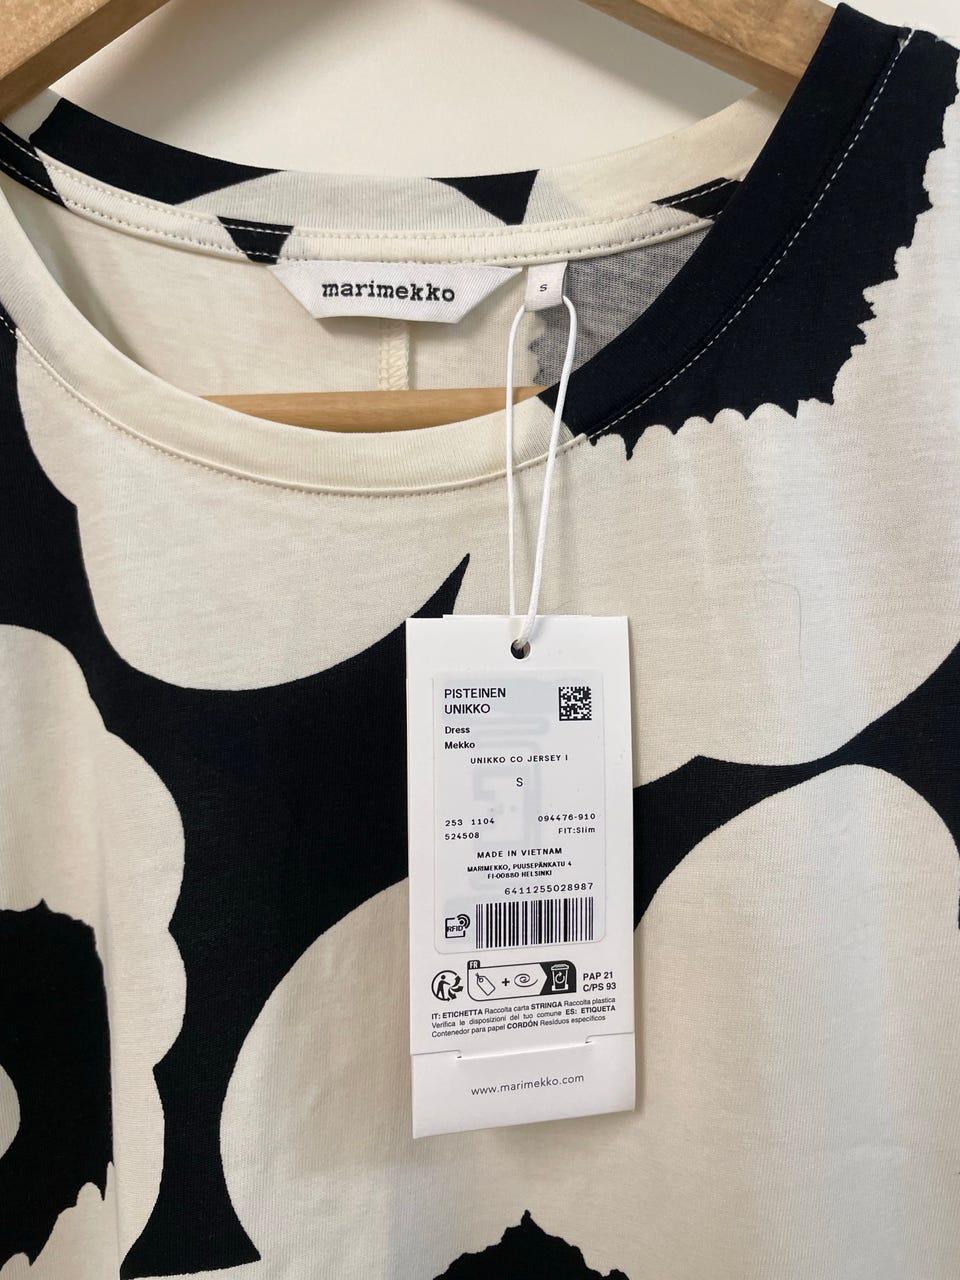 marimekko
S
PISTEINEN
UNIKKO
Dress
Mekko
UNIKKO CO JERSEY I
S
253 1104 094476-910
524508 FIT:Slim
MADE IN VIETNAM
MARIMEKKO, PUUSEPÄNKATU 4
FI-00880 HELSINKI
6411255028987
RFID
FR
PAP 21
C/PS 93
IT: ETICHETTA Raccolta carta STRINGA Raccolta plastica
Verifica le disposizioni del tuo comune ES: ETIQUETA
Contenedor para papel CORDÓN Residuos específicos
www.marimekko.com